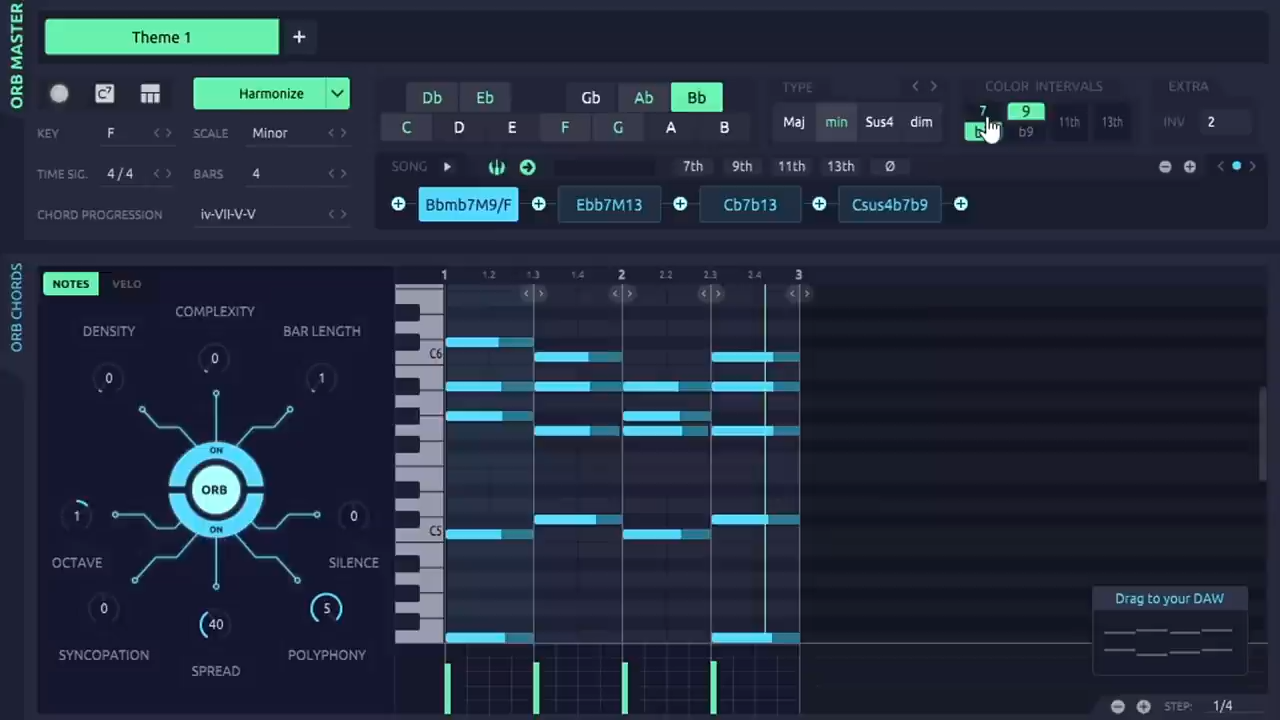 ORB MASTER
Theme 1 +
C7 Harmonize
KEY F SCALE Minor
TIME SIG. 4 / 4 BARS 4
CHORD PROGRESSION iv-VII-V-V
Db Eb Gb Ab Bb
C D E F G A B
TYPE
Maj min Sus4 dim
COLOR INTERVALS
7 9 11th 13th
b9
EXTRA
INV 2
SONG 7th 9th 11th 13th Ø
Bbmb7M9/F Ebb7M13 Cb7b13 Csus4b7b9
ORB CHORDS
NOTES VELO
COMPLEXITY
DENSITY BAR LENGTH
0 0 1
ON
ORB
ON
1 0
OCTAVE SILENCE
0 40 5
SYNCOPATION SPREAD POLYPHONY
1 1.2 1.3 1.4 2 2.2 2.3 2.4 3
C6
C5
Drag to your DAW
STEP: 1/4